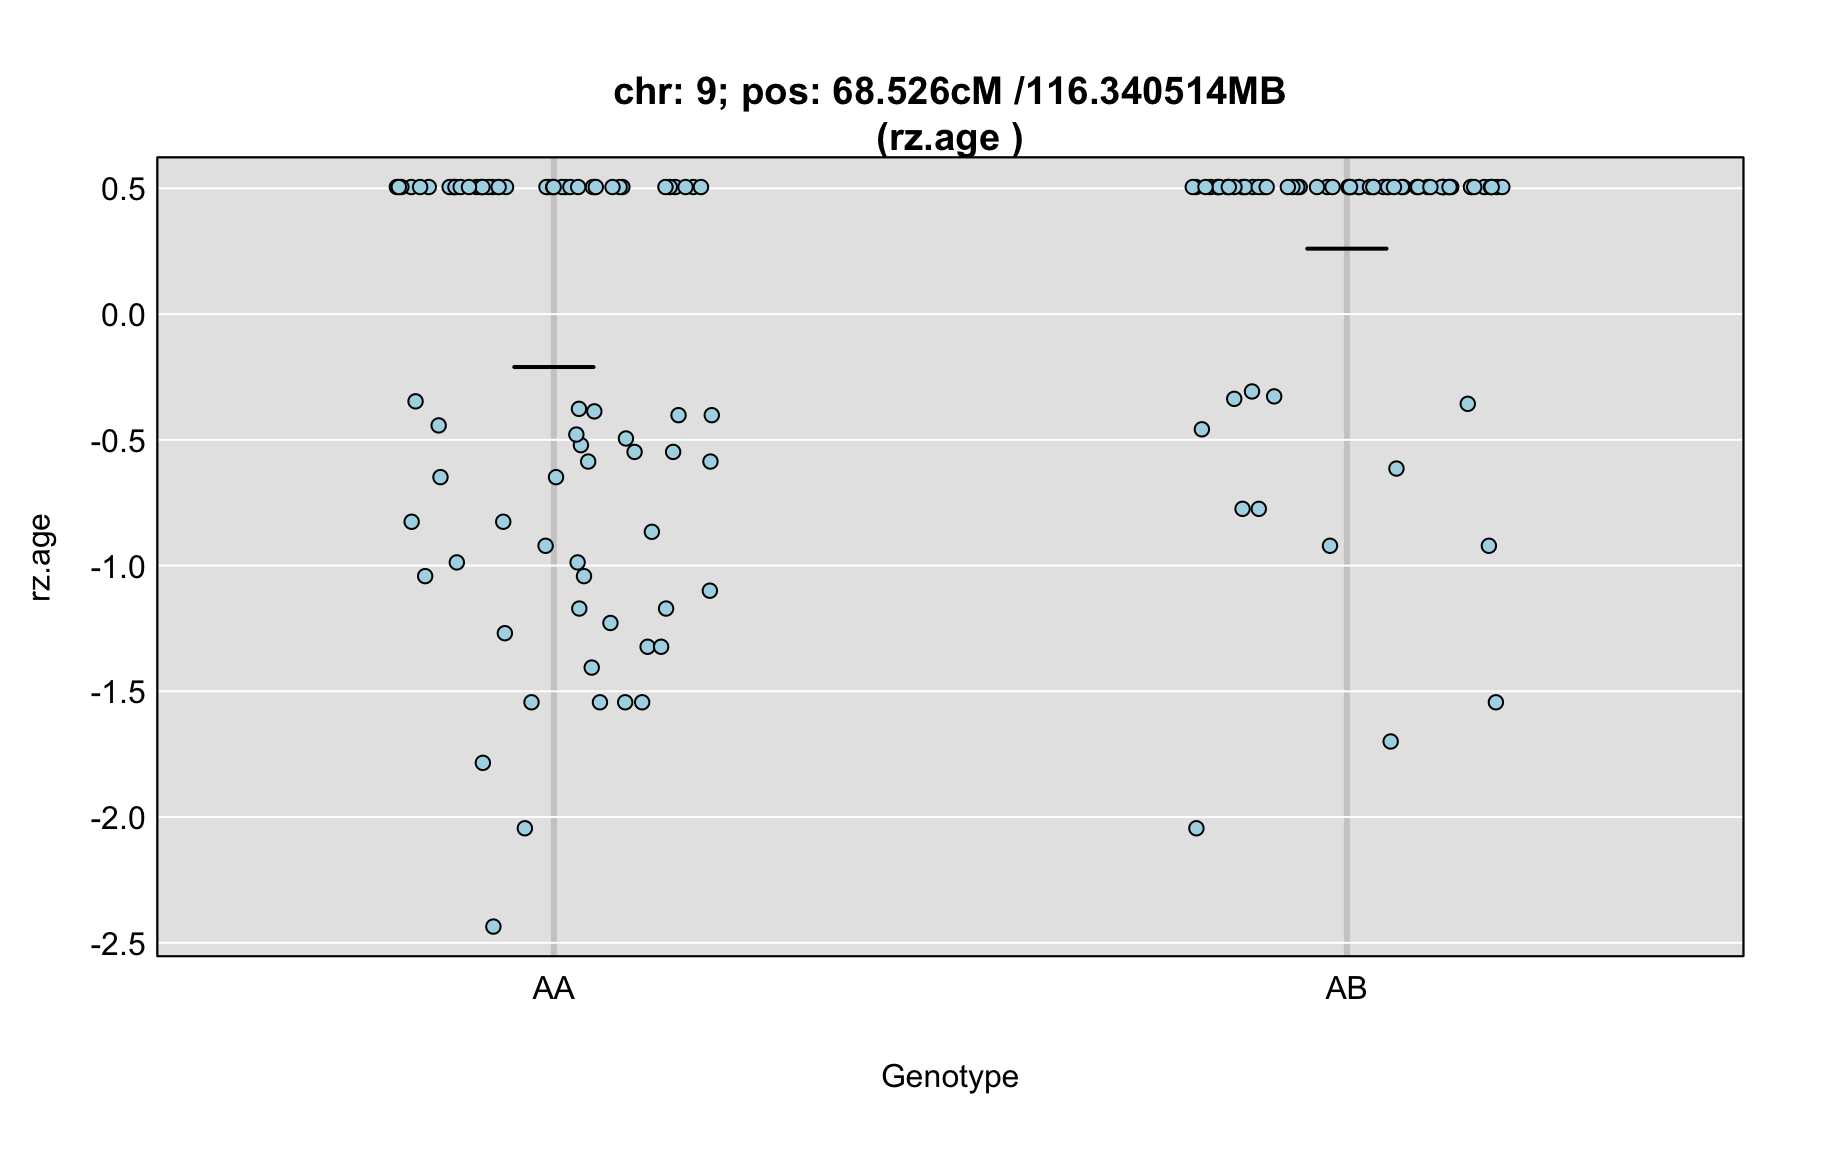 chr: 9; pos: 68.526cM /116.340514MB
(rz.age )
0.5
0.0
-0.5
-1.0
-1.5
-2.0
-2.5
rz.age
AA
AB
Genotype